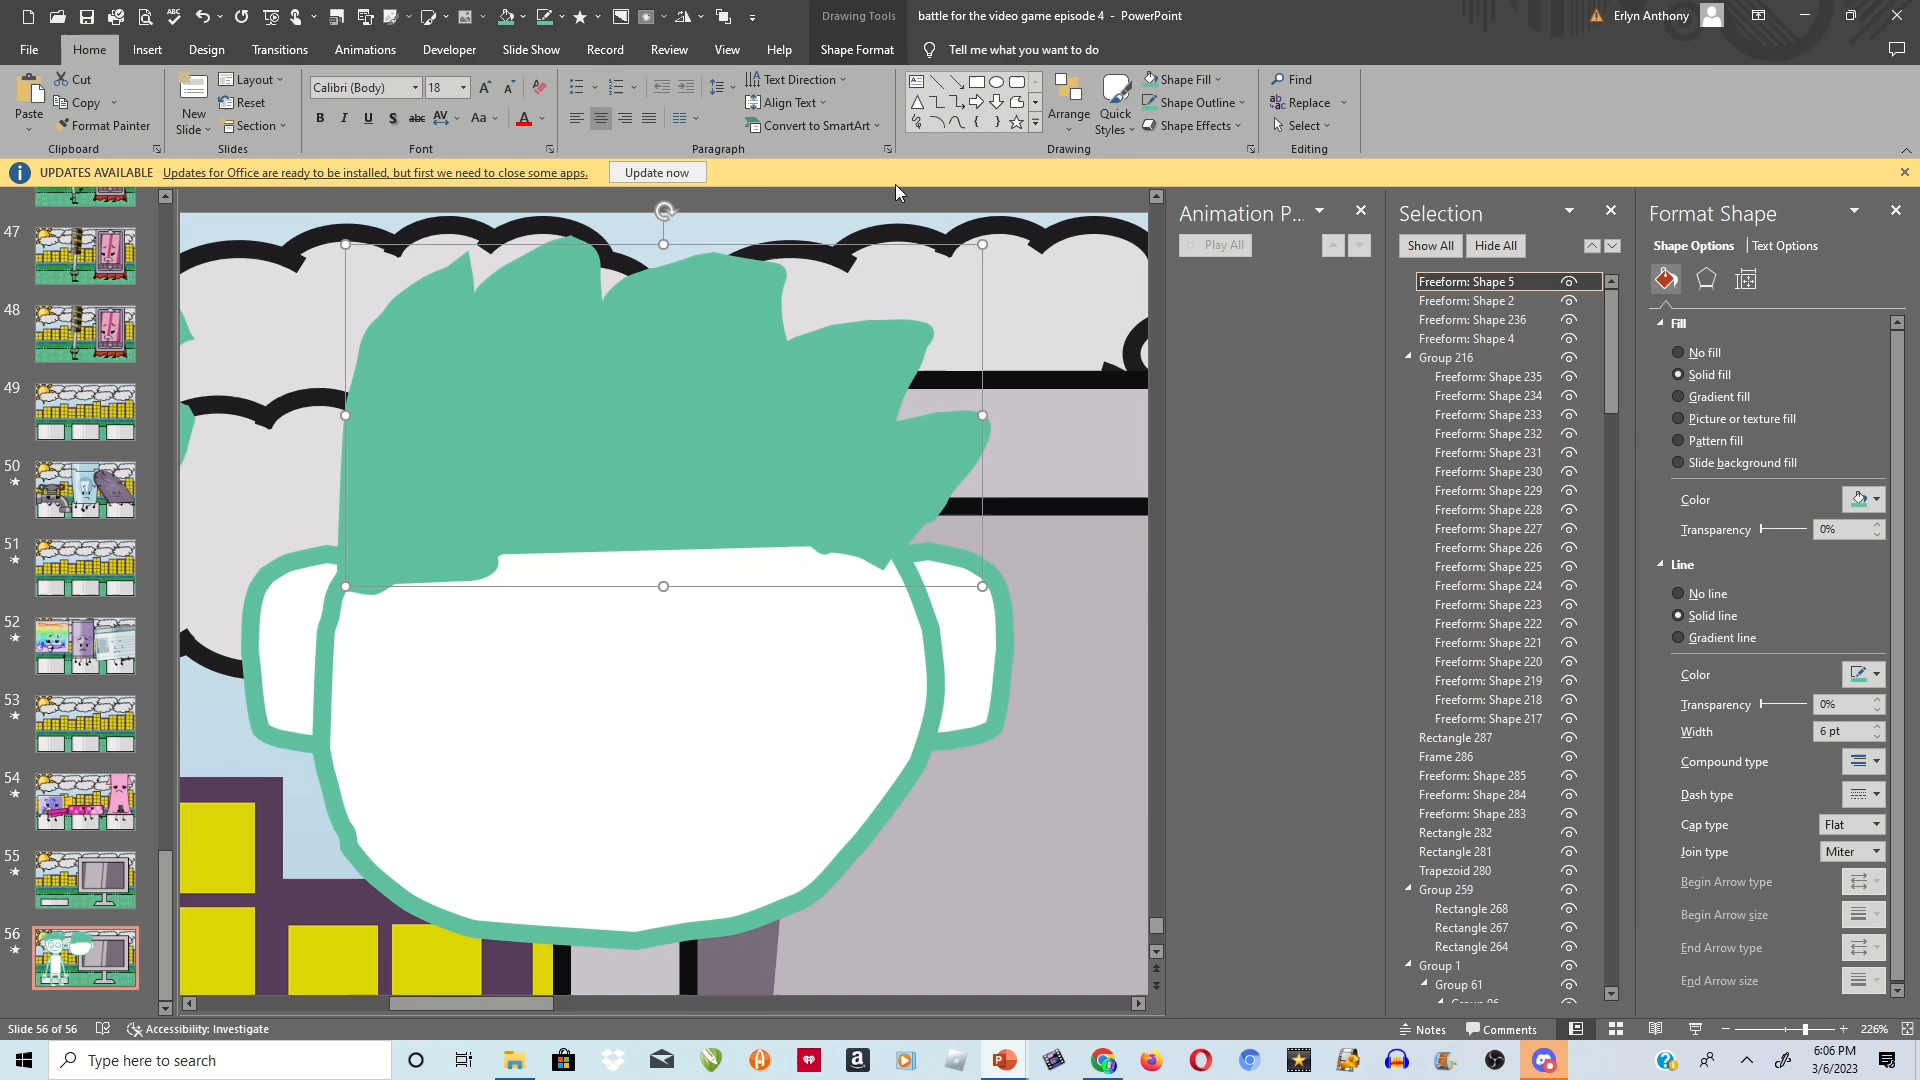 Drawing Tools
battle for the video game episode 4 - PowerPoint
Erlyn Anthony
File Home Insert Design Transitions Animations Developer Slide Show Record Review View Help Shape Format Tell me what you want to do
Paste
Cut
Copy
Format Painter
Clipboard
New Slide
Layout
Reset
Section
Slides
Calibri (Body) 18
B I U S abc AV Aa A
Font
Text Direction
Align Text
Convert to SmartArt
Paragraph
Arrange
Quick Styles
Shape Fill
Shape Outline
Shape Effects
Drawing
Find
Replace
Select
Editing
UPDATES AVAILABLE Updates for Office are ready to be installed, but first we need to close some apps. Update now
47
48
49
50
51
52
53
54
55
56
Animation P...
Play All
Selection
Show All Hide All
Freeform: Shape 5
Freeform: Shape 2
Freeform: Shape 236
Freeform: Shape 4
Group 216
Freeform: Shape 235
Freeform: Shape 234
Freeform: Shape 233
Freeform: Shape 232
Freeform: Shape 231
Freeform: Shape 230
Freeform: Shape 229
Freeform: Shape 228
Freeform: Shape 227
Freeform: Shape 226
Freeform: Shape 225
Freeform: Shape 224
Freeform: Shape 223
Freeform: Shape 222
Freeform: Shape 221
Freeform: Shape 220
Freeform: Shape 219
Freeform: Shape 218
Freeform: Shape 217
Rectangle 287
Frame 286
Freeform: Shape 285
Freeform: Shape 284
Freeform: Shape 283
Rectangle 282
Rectangle 281
Trapezoid 280
Group 259
Rectangle 268
Rectangle 267
Rectangle 264
Group 1
Group 61
Format Shape
Shape Options Text Options
Fill
No fill
Solid fill
Gradient fill
Picture or texture fill
Pattern fill
Slide background fill
Color
Transparency 0%
Line
No line
Solid line
Gradient line
Color
Transparency 0%
Width 6 pt
Compound type
Dash type
Cap type Flat
Join type Miter
Begin Arrow type
Begin Arrow size
End Arrow type
End Arrow size
Slide 56 of 56 Accessibility: Investigate Notes Comments 226%
Type here to search
6:06 PM
3/6/2023